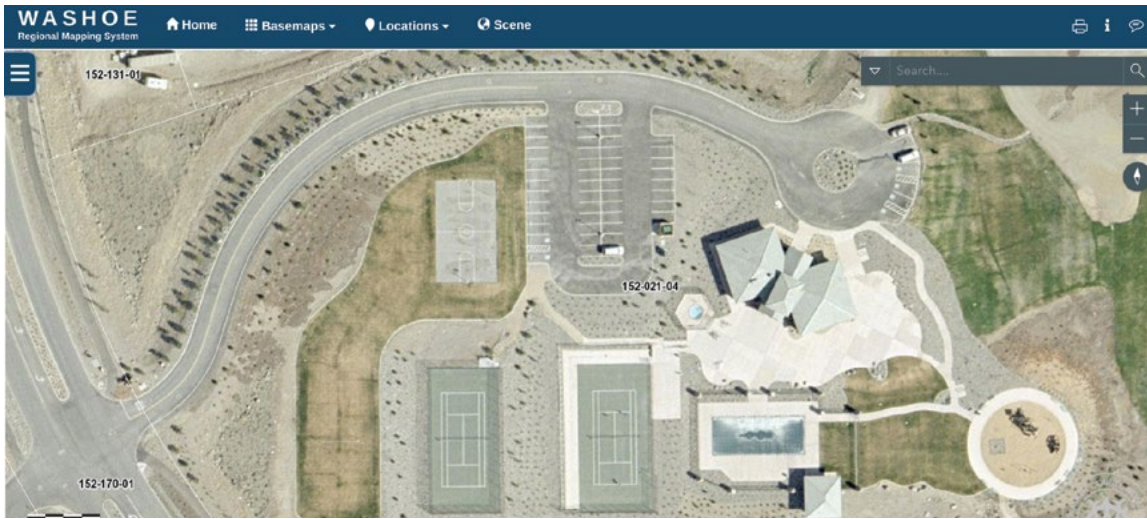 WASHOE
Regional Mapping System
Home
Basemaps
Locations
Scene
Search....
152-131-01
152-021-04
152-170-01